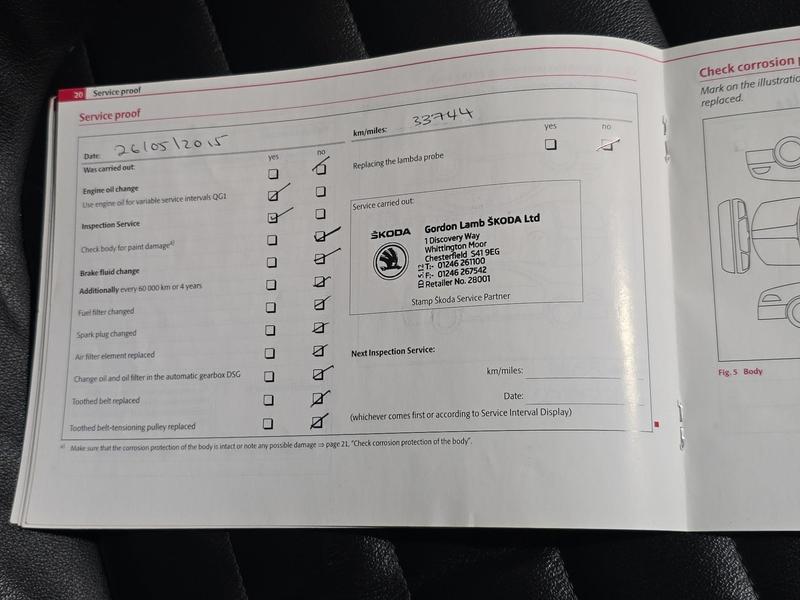 20 Service proof
Service proof
Date: 26/05/2015
yes no
Was carried out:
Engine oil change
Use engine oil for variable service intervals QG1
Inspection Service
Check body for paint damage a)
Brake fluid change
Additionally every 60 000 km or 4 years
Fuel filter changed
Spark plug changed
Air filter element replaced
Change oil and oil filter in the automatic gearbox DSG
Toothed belt replaced
Toothed belt-tensioning pulley replaced
km/miles: 33744
yes no
Replacing the lambda probe
Service carried out:
ŠKODA
Gordon Lamb ŠKODA Ltd
1 Discovery Way
Whittington Moor
Chesterfield S41 9EG
T:- 01246 261100
F:- 01246 267542
Retailer No. 28001
Stamp Škoda Service Partner
Next Inspection Service:
km/miles:
Date:
(whichever comes first or according to Service Interval Display)
a) Make sure that the corrosion protection of the body is intact or note any possible damage ⇒ page 21, "Check corrosion protection of the body".
Check corrosion
Mark on the illustratio
replaced.
Fig. 5 Body